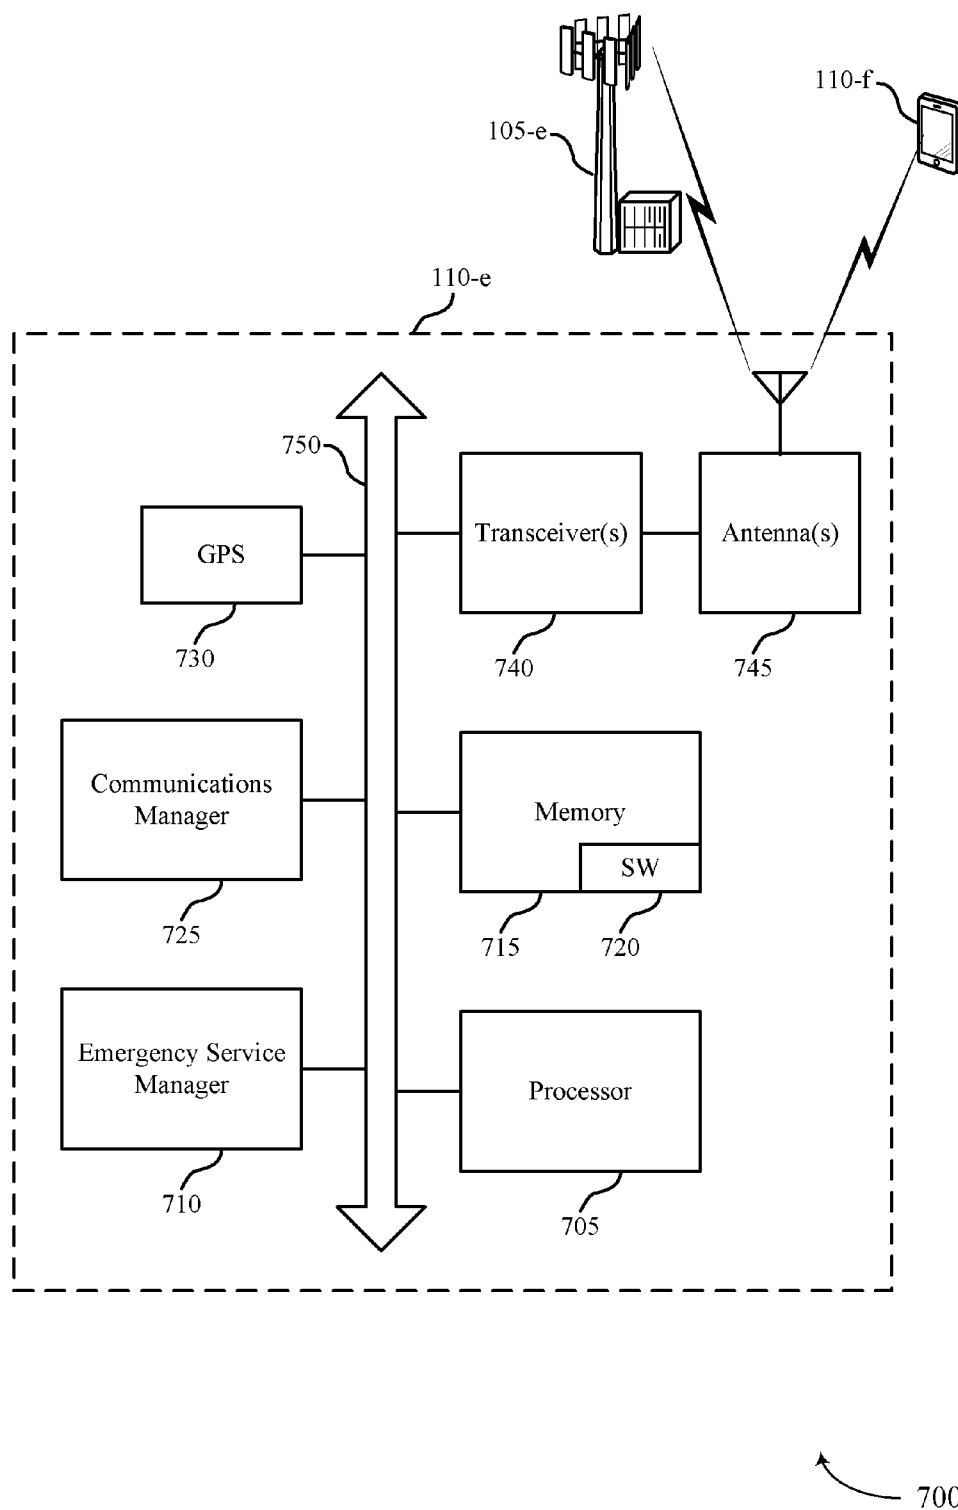 110-f
105-e
110-e
750
GPS
730
Transceiver(s)
740
Antenna(s)
745
Communications
Manager
725
Memory
SW
715
720
Emergency Service
Manager
710
Processor
705
700